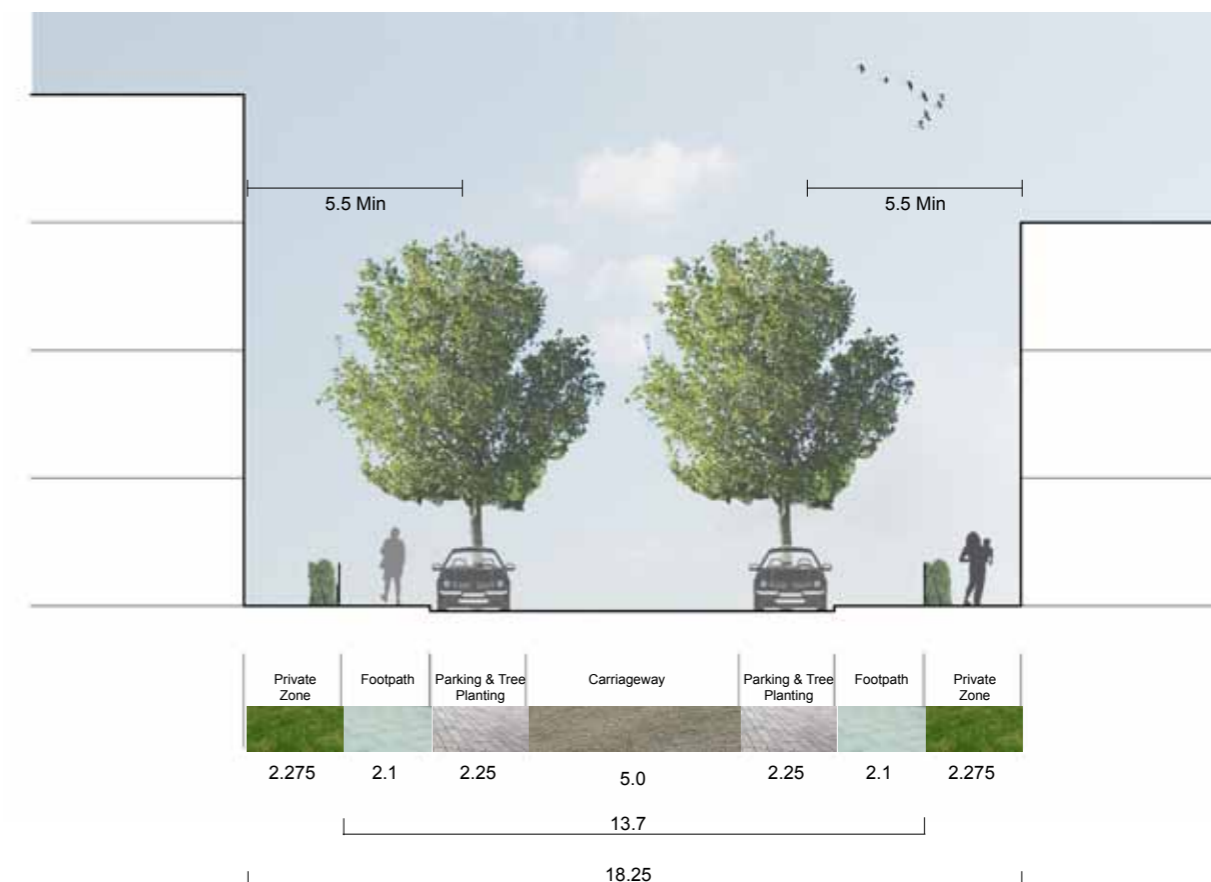 5.5 Min
5.5 Min
Private
Zone
Footpath
Parking & Tree
Planting
Carriageway
Parking & Tree
Planting
Footpath
Private
Zone
2.275
2.1
2.25
5.0
2.25
2.1
2.275
13.7
18.25